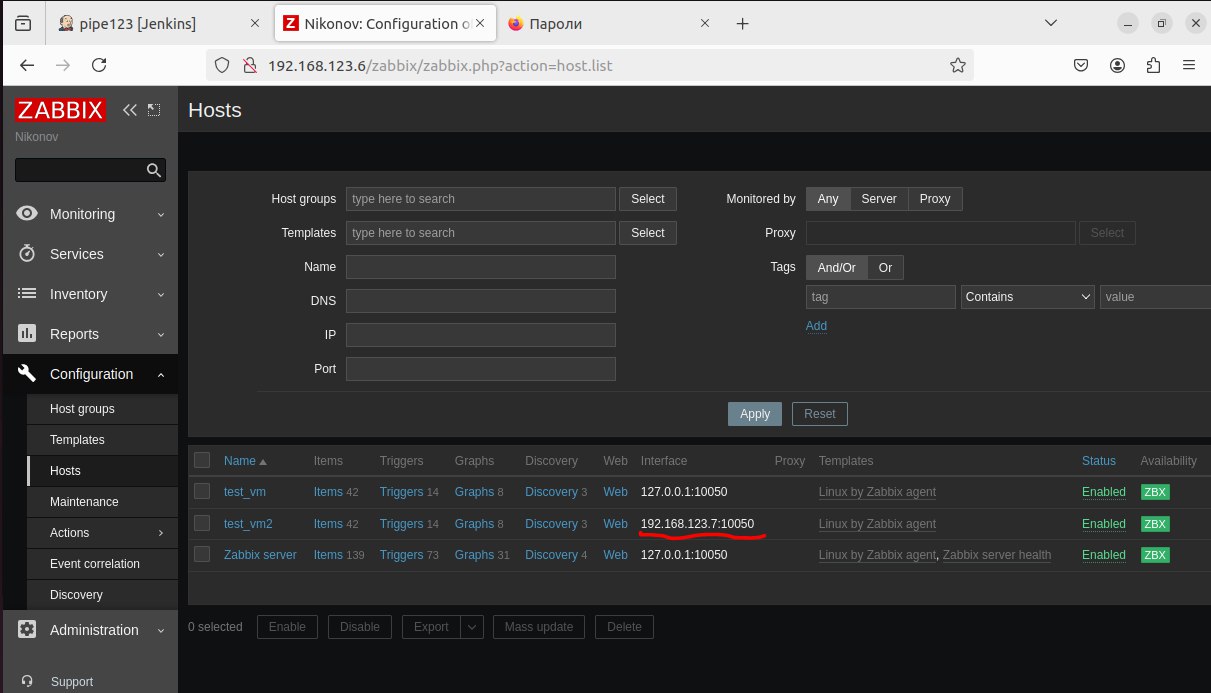 pipe123 [Jenkins]
Z Nikonov: Configuration o
Пароли
192.168.123.6/zabbix/zabbix.php?action=host.list
ZABBIX
Nikonov
Monitoring
Services
Inventory
Reports
Configuration
Host groups
Templates
Hosts
Maintenance
Actions
Event correlation
Discovery
Administration
Support
Hosts
Host groups type here to search Select
Templates type here to search Select
Name
DNS
IP
Port
Monitored by Any Server Proxy
Proxy Select
Tags And/Or Or
tag Contains value
Add
Apply Reset
Name Items Triggers Graphs Discovery Web Interface Proxy Templates Status Availability
test_vm Items 42 Triggers 14 Graphs 8 Discovery 3 Web 127.0.0.1:10050 Linux by Zabbix agent Enabled ZBX
test_vm2 Items 42 Triggers 14 Graphs 8 Discovery 3 Web 192.168.123.7:10050 Linux by Zabbix agent Enabled ZBX
Zabbix server Items 139 Triggers 73 Graphs 31 Discovery 4 Web 127.0.0.1:10050 Linux by Zabbix agent, Zabbix server health Enabled ZBX
0 selected Enable Disable Export Mass update Delete